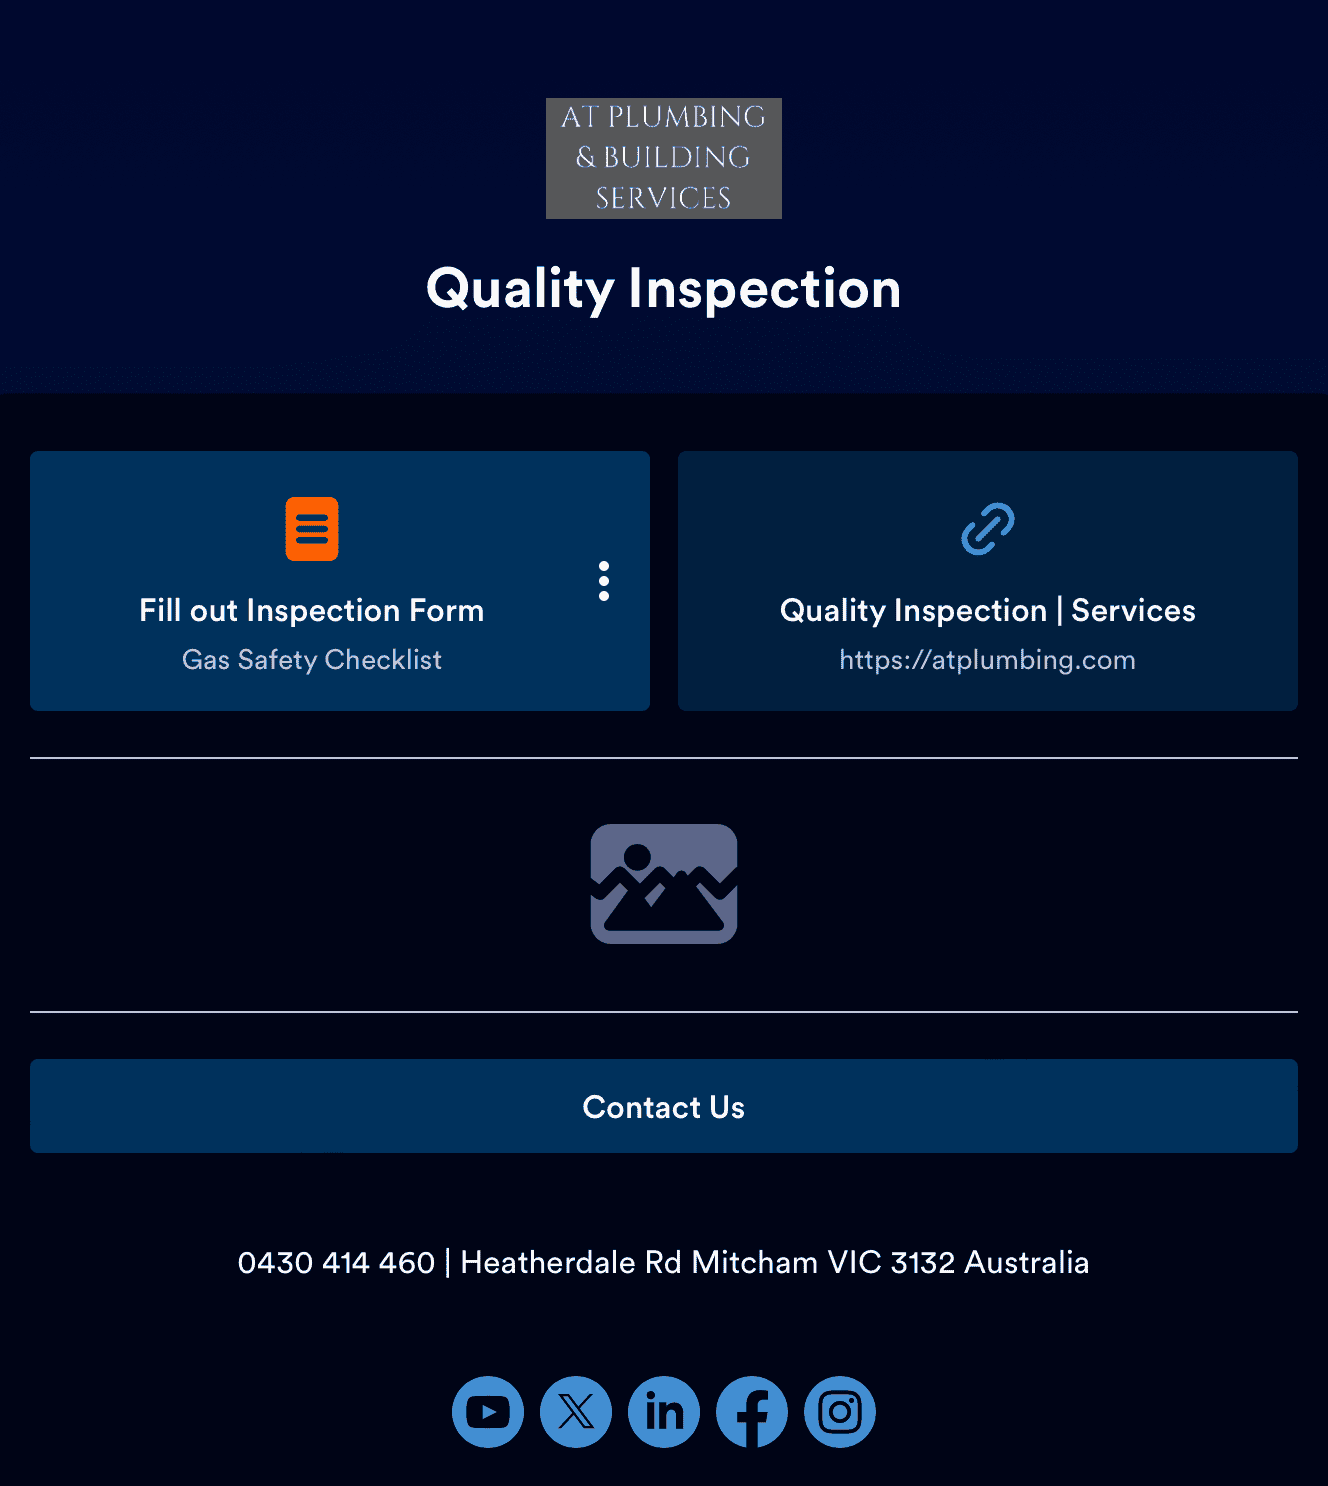 AT PLUMBING
& BUILDING
SERVICES
Quality Inspection
Fill out Inspection Form
Gas Safety Checklist
Quality Inspection | Services
https://atplumbing.com
Contact Us
0430 414 460 | Heatherdale Rd Mitcham VIC 3132 Australia